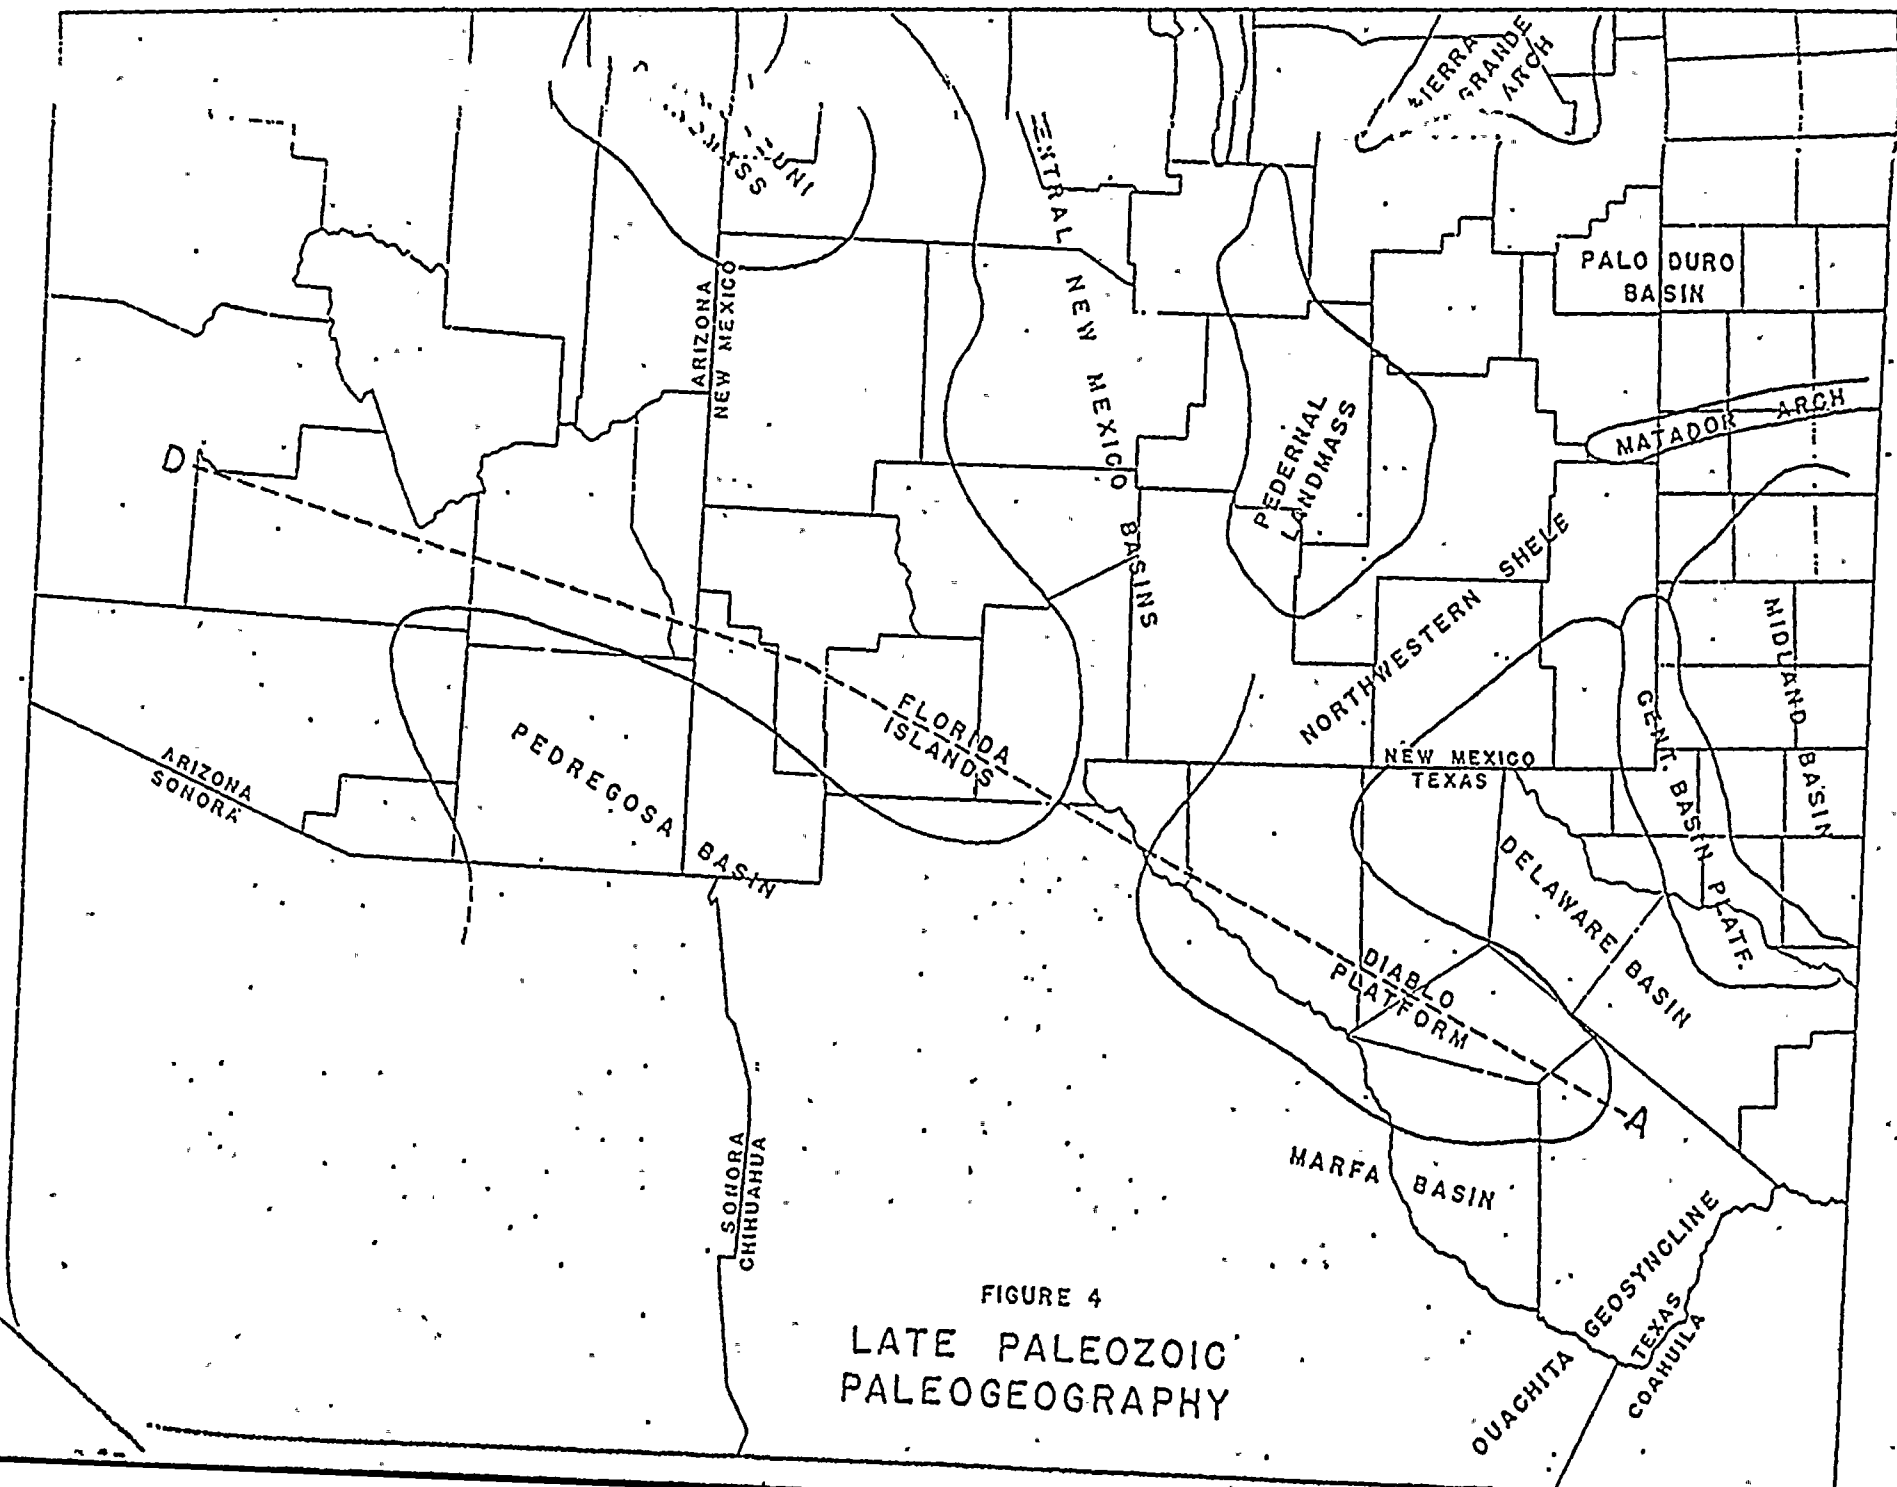 SIERRA
GRANDE
ARCH
ZUNI
NEW MEXICO
BASINS
PALO DURO
BASIN
ARIZONA
NEW MEXICO
MATADOR ARCH
PEDERNAL
LANDMASS
D
NORTHWESTERN SHELF
MIDLAND BASIN
CENT. BASIN PLATF.
FLORIDA
ISLANDS
PEDREGOSA BASIN
ARIZONA
SONORA
NEW MEXICO
TEXAS
DELAWARE BASIN
DIABLO
PLATFORM
A
MARFA BASIN
SONORA
CHIHUAHUA
OUACHITA GEOSYNCLINE
TEXAS
COAHUILA
FIGURE 4
LATE PALEOZOIC
PALEOGEOGRAPHY